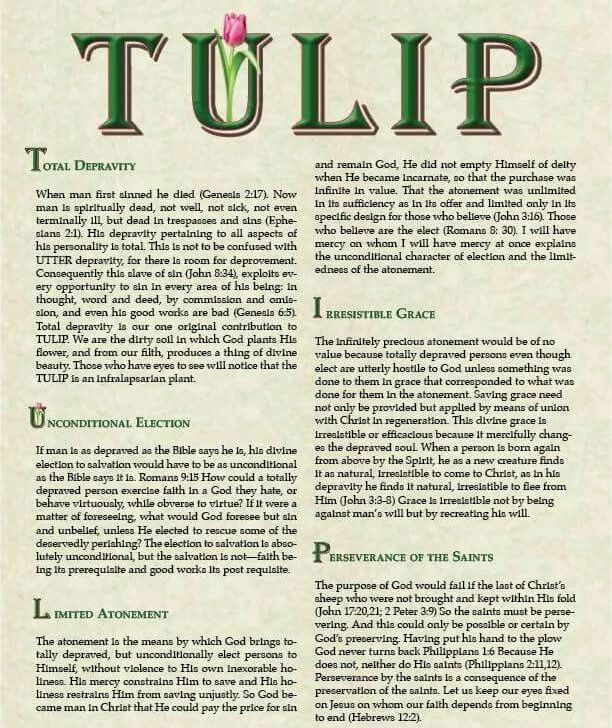 TULIP
TOTAL DEPRAVITY
When man first sinned he died (Genesis 2:17). Now
man is spiritually dead, not well, not sick, not even
terminally ill, but dead in trespasses and sins (Ephe-
sians 2:1). His depravity pertaining to all aspects of
his personality is total. This is not to be confused with
UTTER depravity, for there is room for deprovement.
Consequently this slave of sin (John 8:34), exploits ev-
ery opportunity to sin in every area of his being: in
thought, word and deed, by commission and omis-
sion, and even his good works are bad (Genesis 6:5).
Total depravity is our one original contribution to
TULIP. We are the dirty soil in which God plants His
flower, and from our filth, produces a thing of divine
beauty. Those who have eyes to see will notice that the
TULIP is an infralapsarian plant.
UNCONDITIONAL ELECTION
If man is as depraved as the Bible says he is, his divine
election to salvation would have to be as unconditional
as the Bible says it is. Romans 9:15 How could a totally
depraved person exercise faith in a God they hate, or
behave virtuously, while obverse to virtue? If it were a
matter of foreseeing, what would God foresee but sin
and unbelief, unless He elected to rescue some of the
deservedly perishing? The election to salvation is abso-
lutely unconditional, but the salvation is not—faith be-
ing its prerequisite and good works its post requisite.
LIMITED ATONEMENT
The atonement is the means by which God brings to-
tally depraved, but unconditionally elect persons to
Himself, without violence to His own inexorable ho-
liness. His mercy constrains Him to save and His ho-
liness restrains Him from saving unjustly. So God be-
came man in Christ that He could pay the price for sin
and remain God, He did not empty Himself of deity
when He became incarnate, so that the purchase was
infinite in value. That the atonement was unlimited
in its sufficiency as in its offer and limited only in its
specific design for those who believe (John 3:16). Those
who believe are the elect (Romans 8: 30). I will have
mercy on whom I will have mercy at once explains
the unconditional character of election and the limit-
edness of the atonement.
IRRESISTIBLE GRACE
The infinitely precious atonement would be of no
value because totally depraved persons even though
elect are utterly hostile to God unless something was
done to them in grace that corresponded to what was
done for them in the atonement. Saving grace need
not only be provided but applied by means of union
with Christ in regeneration. This divine grace is
irresistible or efficacious because it mercifully chang-
es the depraved soul. When a person is born again
from above by the Spirit, he as a new creature finds
it as natural, irresistible to come to Christ, as in his
depravity he finds it natural, irresistible to flee from
Him (John 3:3-8) Grace is irresistible not by being
against man's will but by recreating his will.
PERSEVERANCE OF THE SAINTS
The purpose of God would fail if the last of Christ's
sheep who were not brought and kept within His fold
(John 17:20,21; 2 Peter 3:9) So the saints must be perse-
vering. And this could only be possible or certain by
God's preserving. Having put his hand to the plow
God never turns back Philippians 1:6 Because He
does not, neither do His saints (Philippians 2:11,12).
Perseverance by the saints is a consequence of the
preservation of the saints. Let us keep our eyes fixed
on Jesus on whom our faith depends from beginning
to end (Hebrews 12:2).